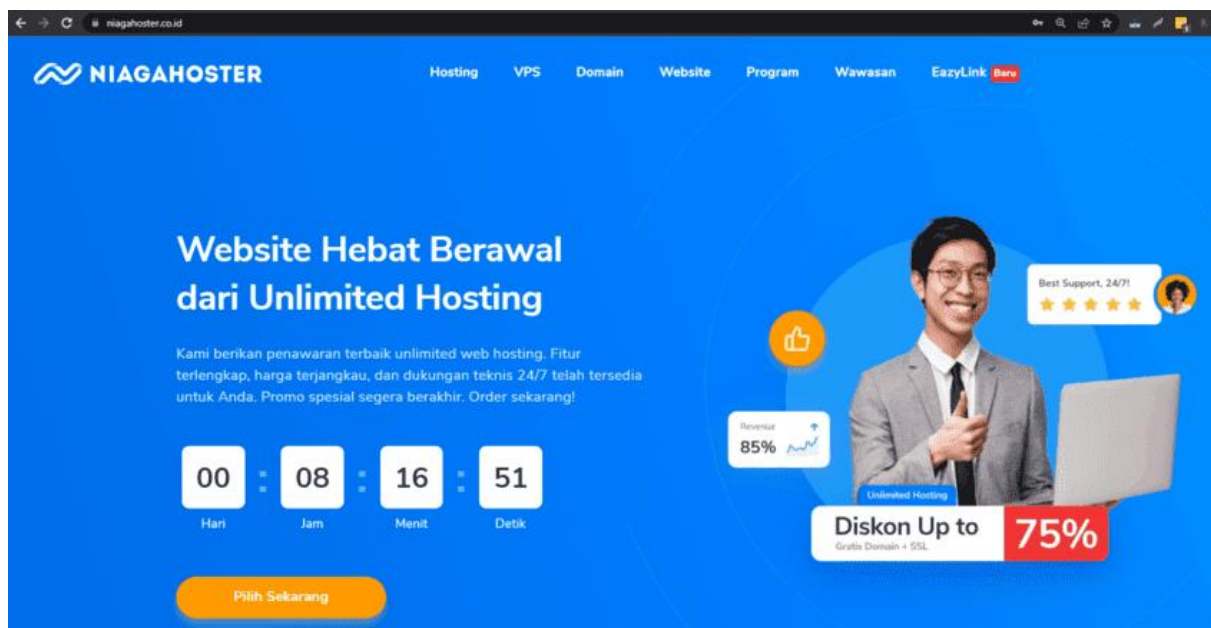 niagahoster.co.id
NIAGAHOSTER
Hosting VPS Domain Website Program Wawasan EazyLink Baru
Website Hebat Berawal
dari Unlimited Hosting
Kami berikan penawaran terbaik unlimited web hosting. Fitur
terlengkap, harga terjangkau, dan dukungan teknis 24/7 telah tersedia
untuk Anda. Promo spesial segera berakhir. Order sekarang!
00 : 08 : 16 : 51
Hari Jam Menit Detik
Pilih Sekarang
Best Support, 24/7!
Revenue
85%
Unlimited Hosting
Diskon Up to 75%
Gratis Domain + SSL